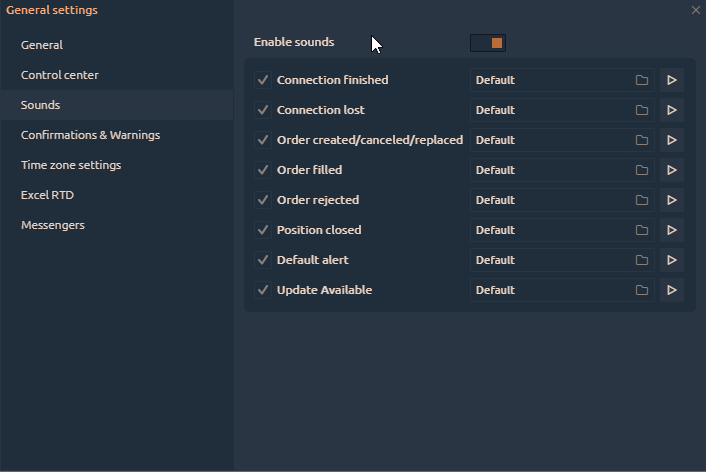 General settings
General
Control center
Sounds
Confirmations & Warnings
Time zone settings
Excel RTD
Messengers
Enable sounds
Connection finished Default
Connection lost Default
Order created/canceled/replaced Default
Order filled Default
Order rejected Default
Position closed Default
Default alert Default
Update Available Default